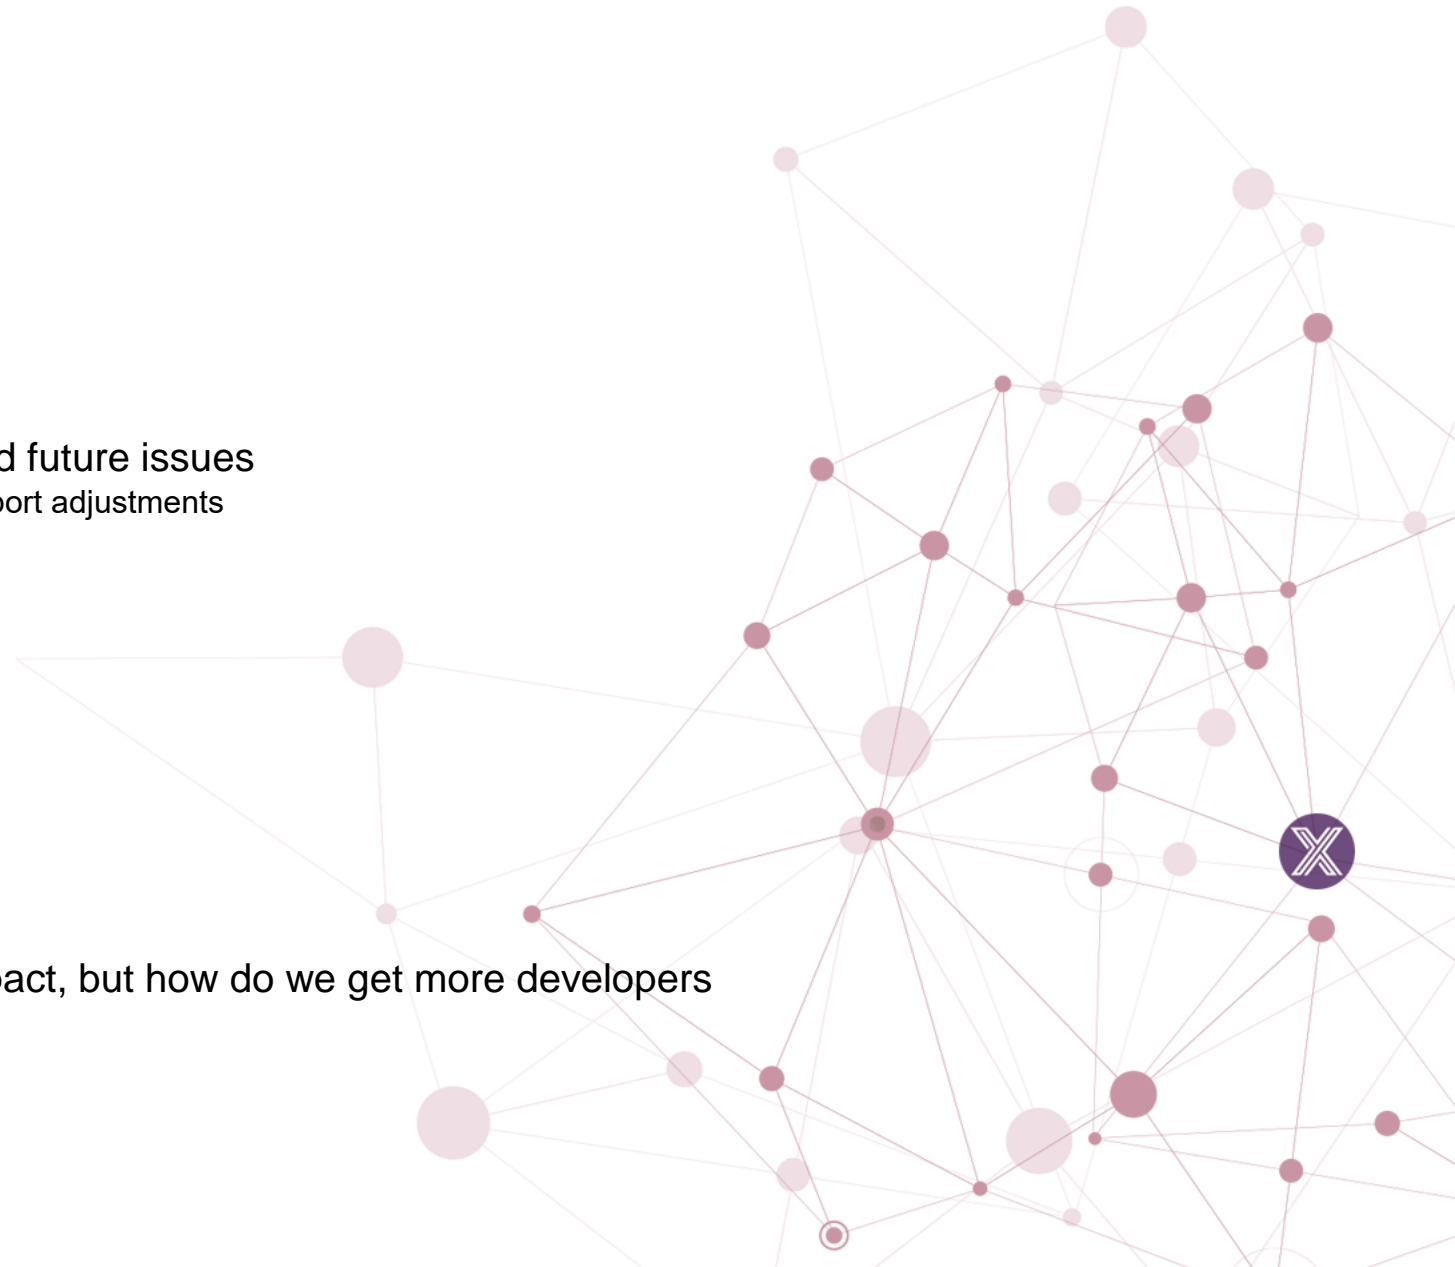 d future issues
port adjustments
pact, but how do we get more developers